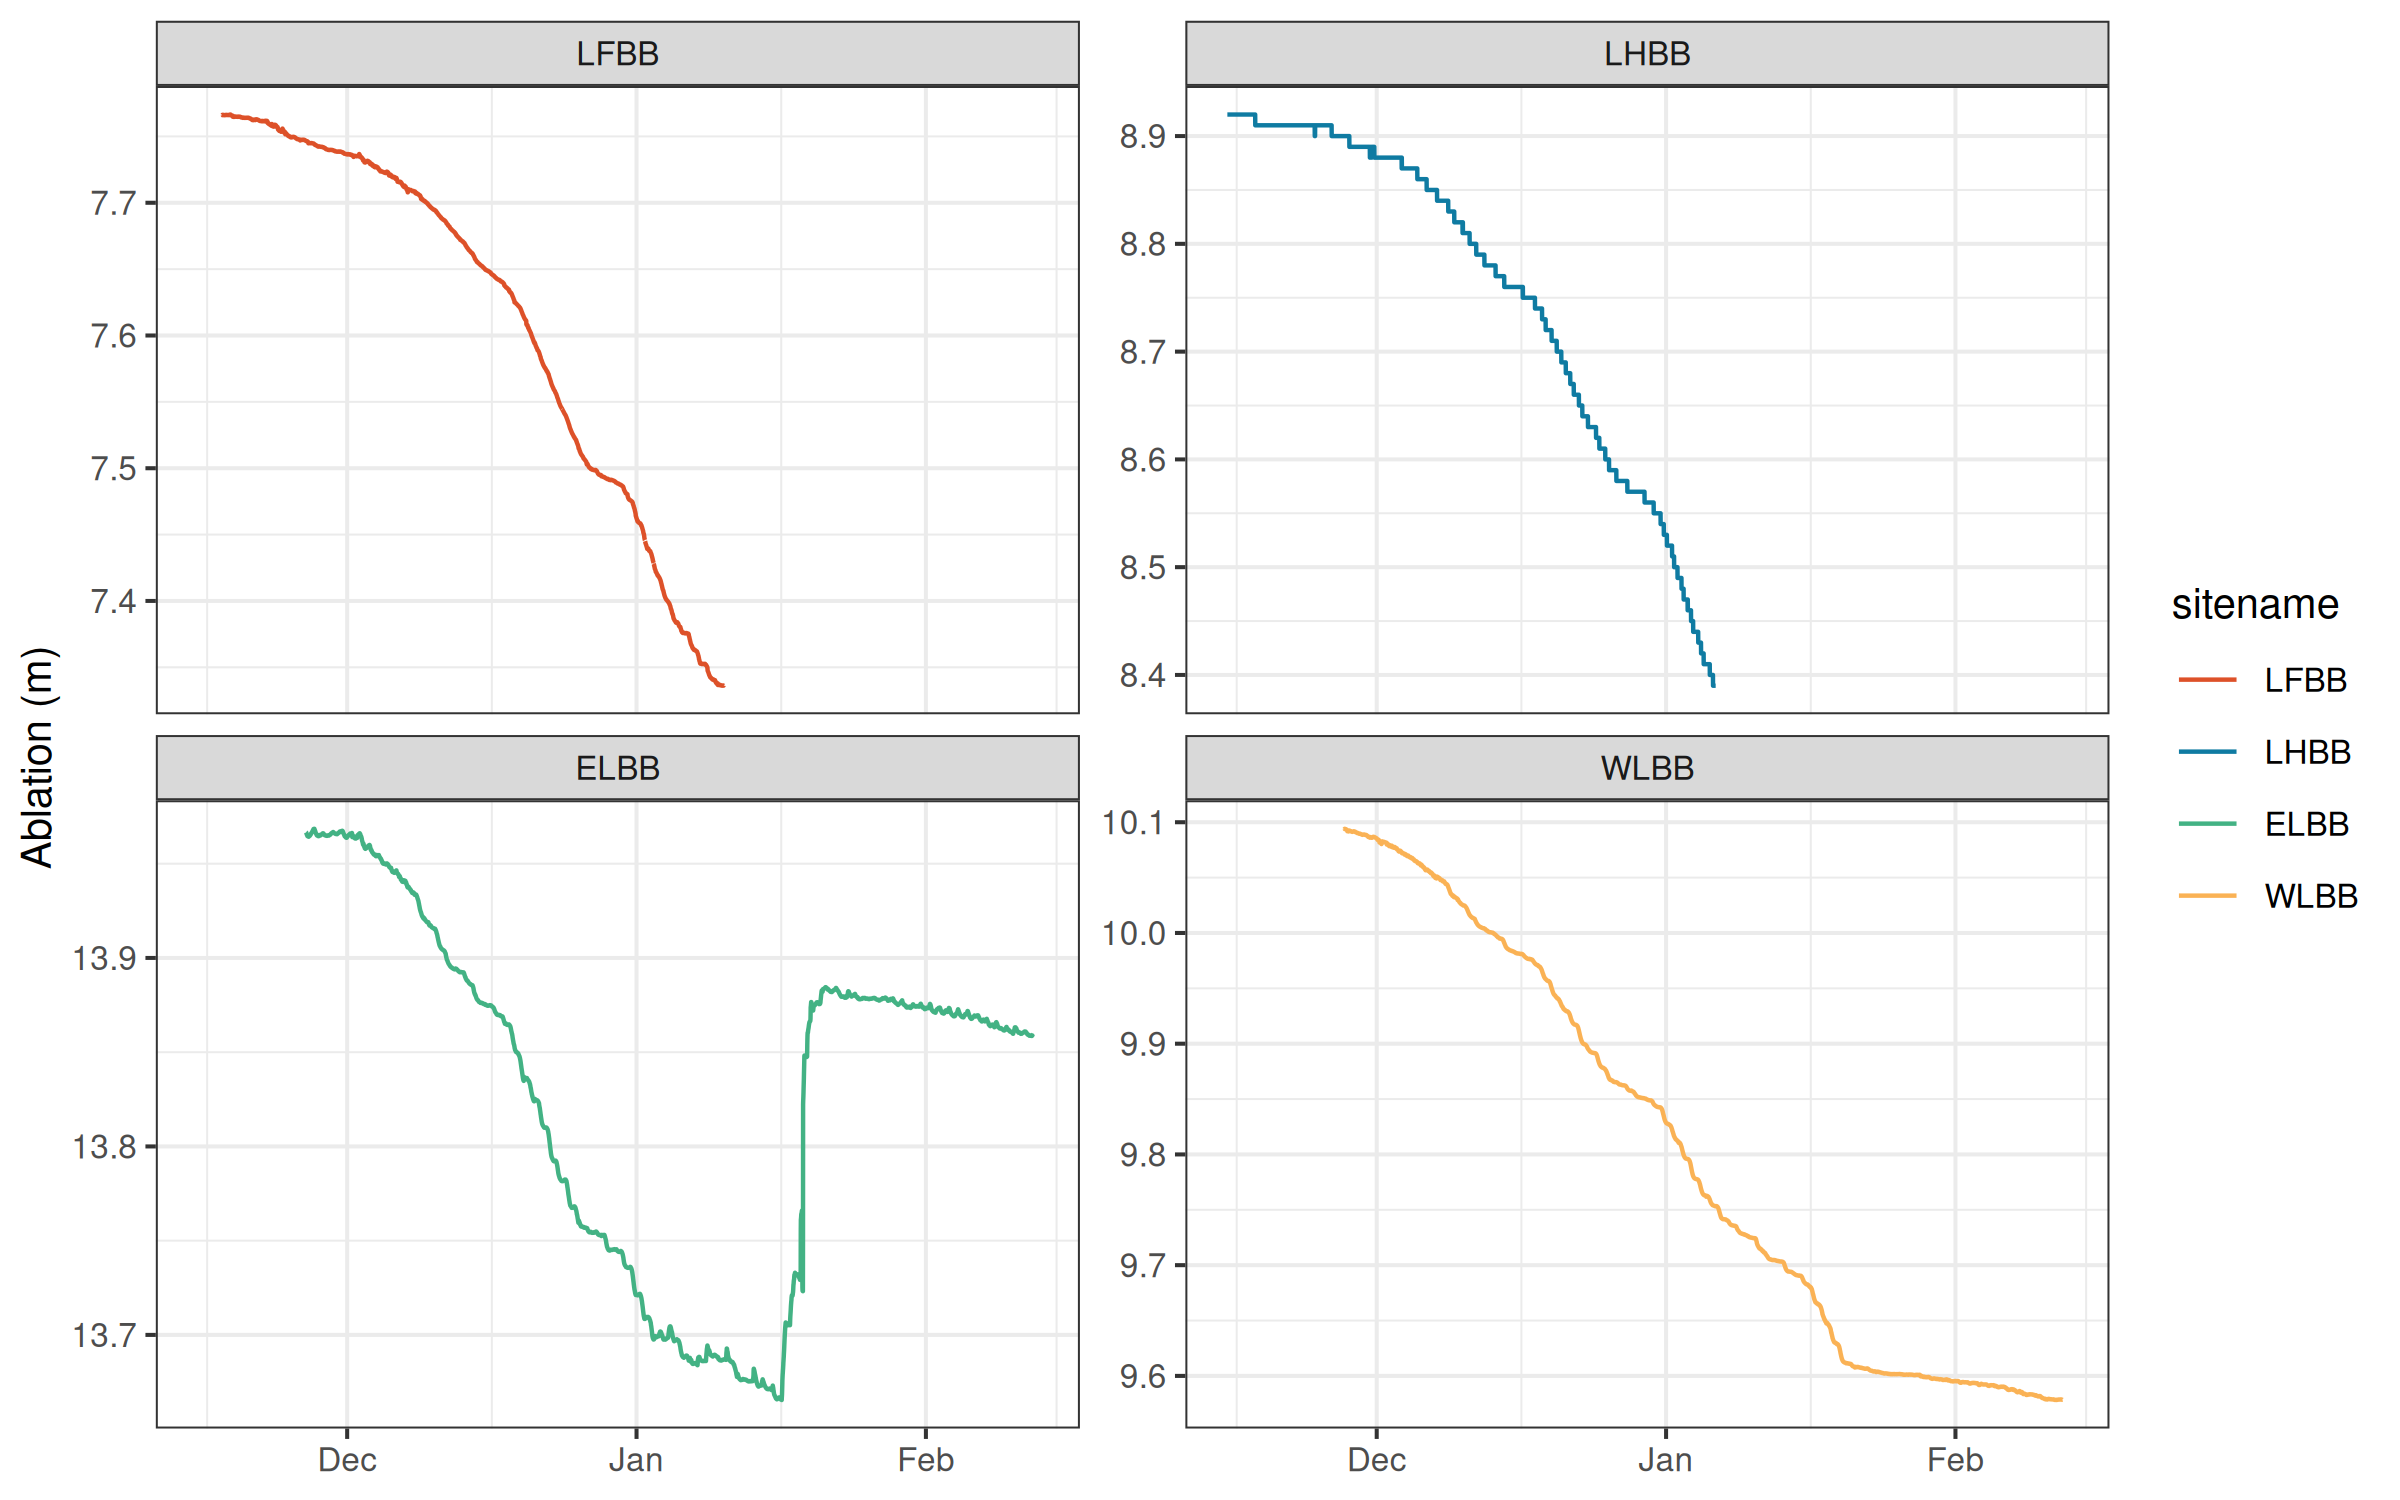 LFBB
LHBB
7.7
7.6
7.5
7.4
8.9
8.8
8.7
8.6
8.5
8.4
ELBB
WLBB
13.9
13.8
13.7
10.1
10.0
9.9
9.8
9.7
9.6
Dec Jan Feb
Dec Jan Feb
Ablation (m)
sitename
LFBB
LHBB
ELBB
WLBB